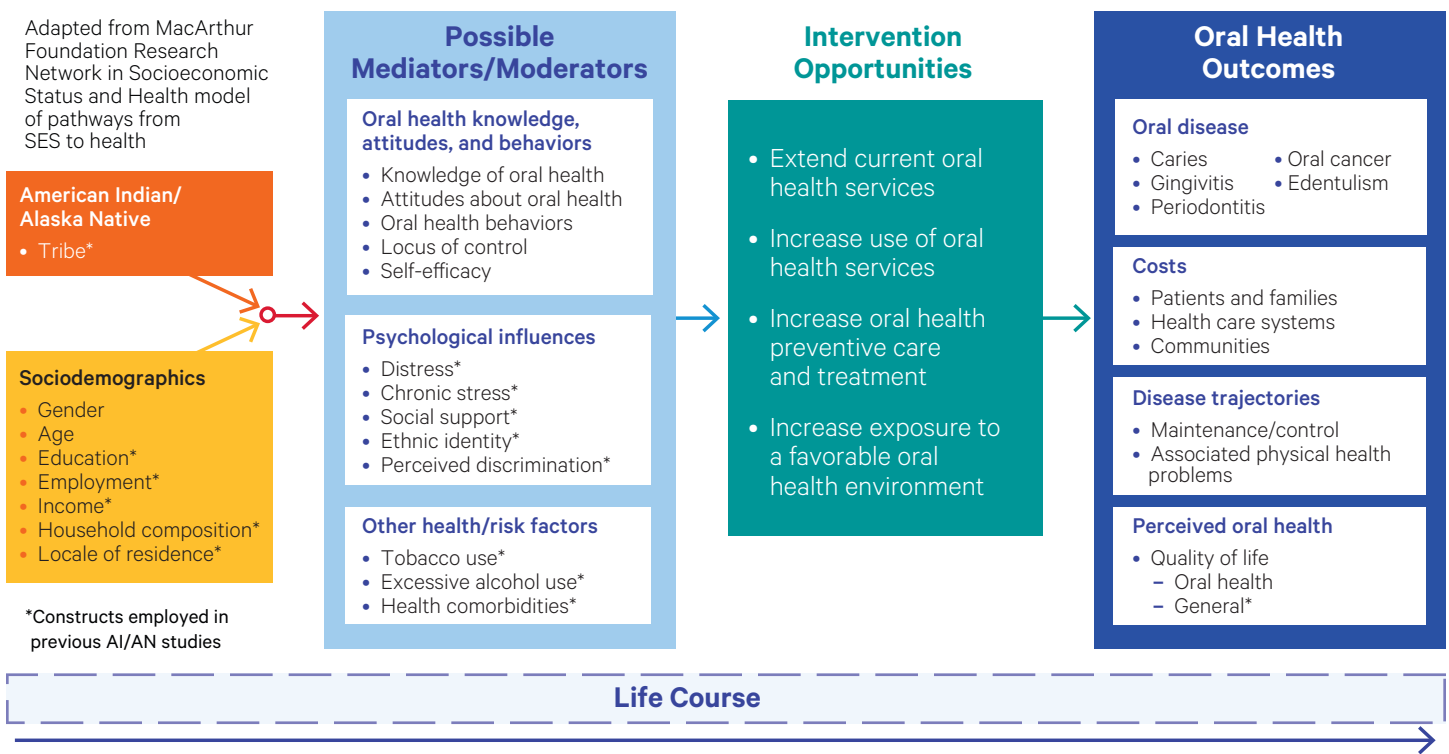 Adapted from MacArthur
Foundation Research
Network in Socioeconomic
Status and Health model
of pathways from
SES to health
American Indian/
Alaska Native
• Tribe*
Sociodemographics
• Gender
• Age
• Education*
• Employment*
• Income*
• Household composition*
• Locale of residence*
*Constructs employed in
previous AI/AN studies
Possible
Mediators/Moderators
Oral health knowledge,
attitudes, and behaviors
• Knowledge of oral health
• Attitudes about oral health
• Oral health behaviors
• Locus of control
• Self-efficacy
Psychological influences
• Distress*
• Chronic stress*
• Social support*
• Ethnic identity*
• Perceived discrimination*
Other health/risk factors
• Tobacco use*
• Excessive alcohol use*
• Health comorbidities*
Intervention
Opportunities
• Extend current oral
health services
• Increase use of oral
health services
• Increase oral health
preventive care
and treatment
• Increase exposure to
a favorable oral
health environment
Oral Health
Outcomes
Oral disease
• Caries
• Gingivitis
• Periodontitis
• Oral cancer
• Edentulism
Costs
• Patients and families
• Health care systems
• Communities
Disease trajectories
• Maintenance/control
• Associated physical health
problems
Perceived oral health
• Quality of life
– Oral health
– General*
Life Course